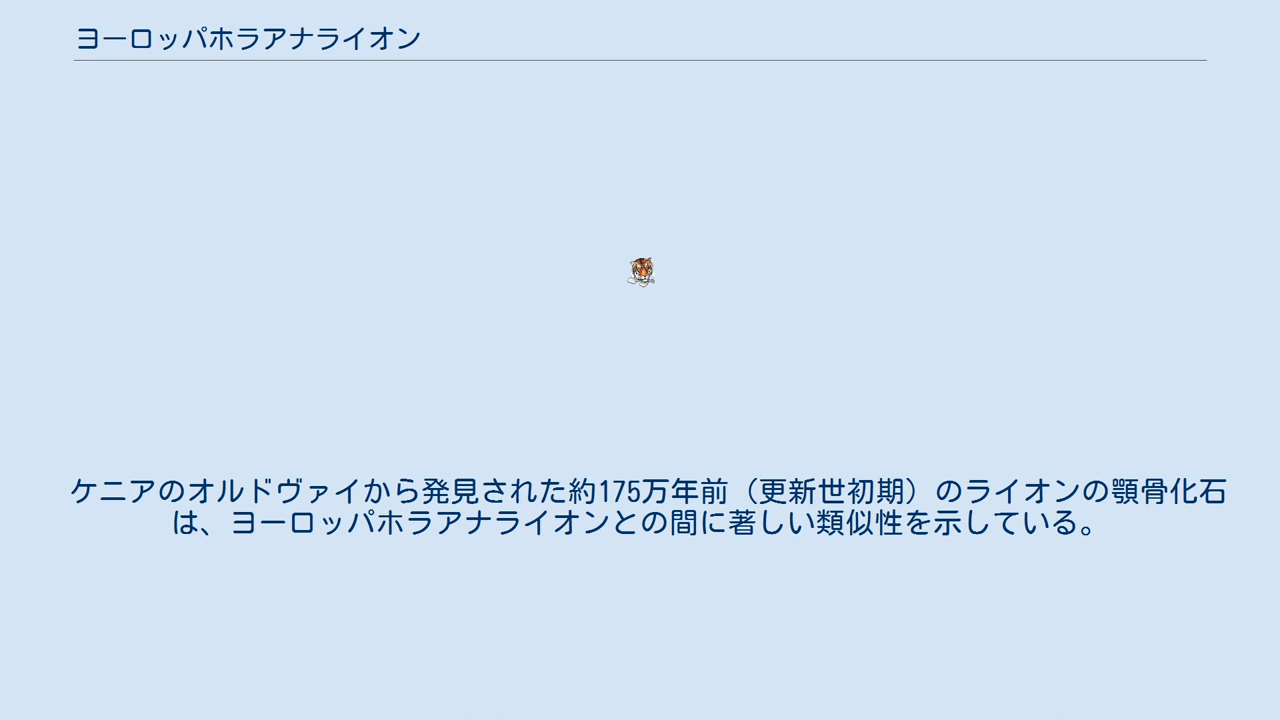 ヨーロッパホラアナライオン
ケニアのオルドヴァイから発見された約175万年前（更新世初期）のライオンの顎骨化石
は、ヨーロッパホラアナライオンとの間に著しい類似性を示している。